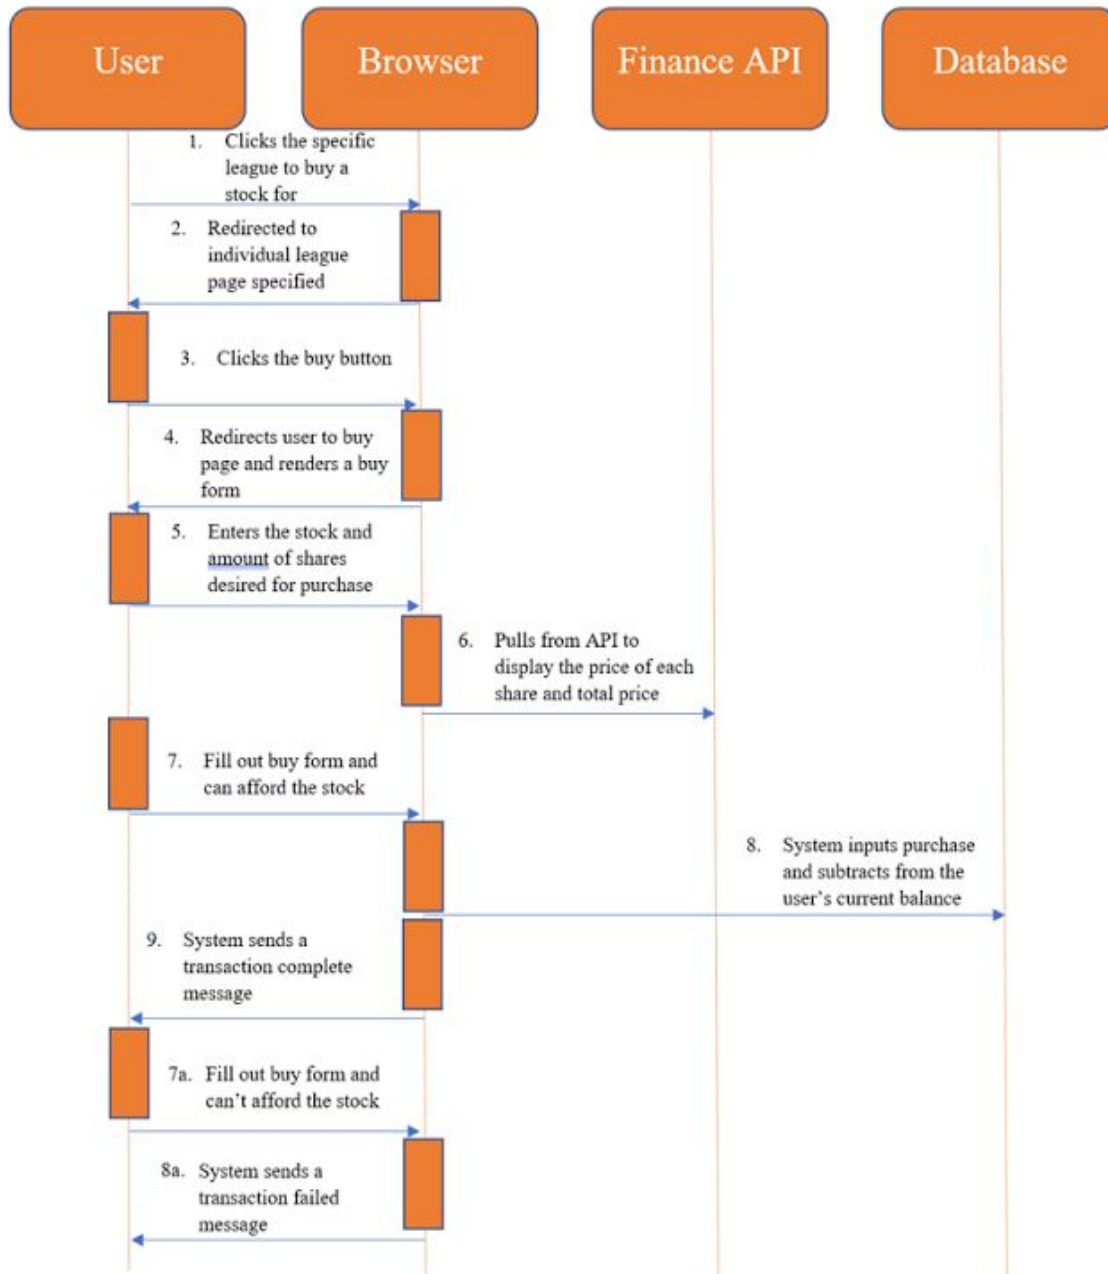 User
Browser
Finance API
Database
1. Clicks the specific
league to buy a
stock for
2. Redirected to
individual league
page specified
3. Clicks the buy button
4. Redirects user to buy
page and renders a buy
form
5. Enters the stock and
amount of shares
desired for purchase
6. Pulls from API to
display the price of each
share and total price
7. Fill out buy form and
can afford the stock
8. System inputs purchase
and subtracts from the
user's current balance
9. System sends a
transaction complete
message
7a. Fill out buy form and
can't afford the stock
8a. System sends a
transaction failed
message